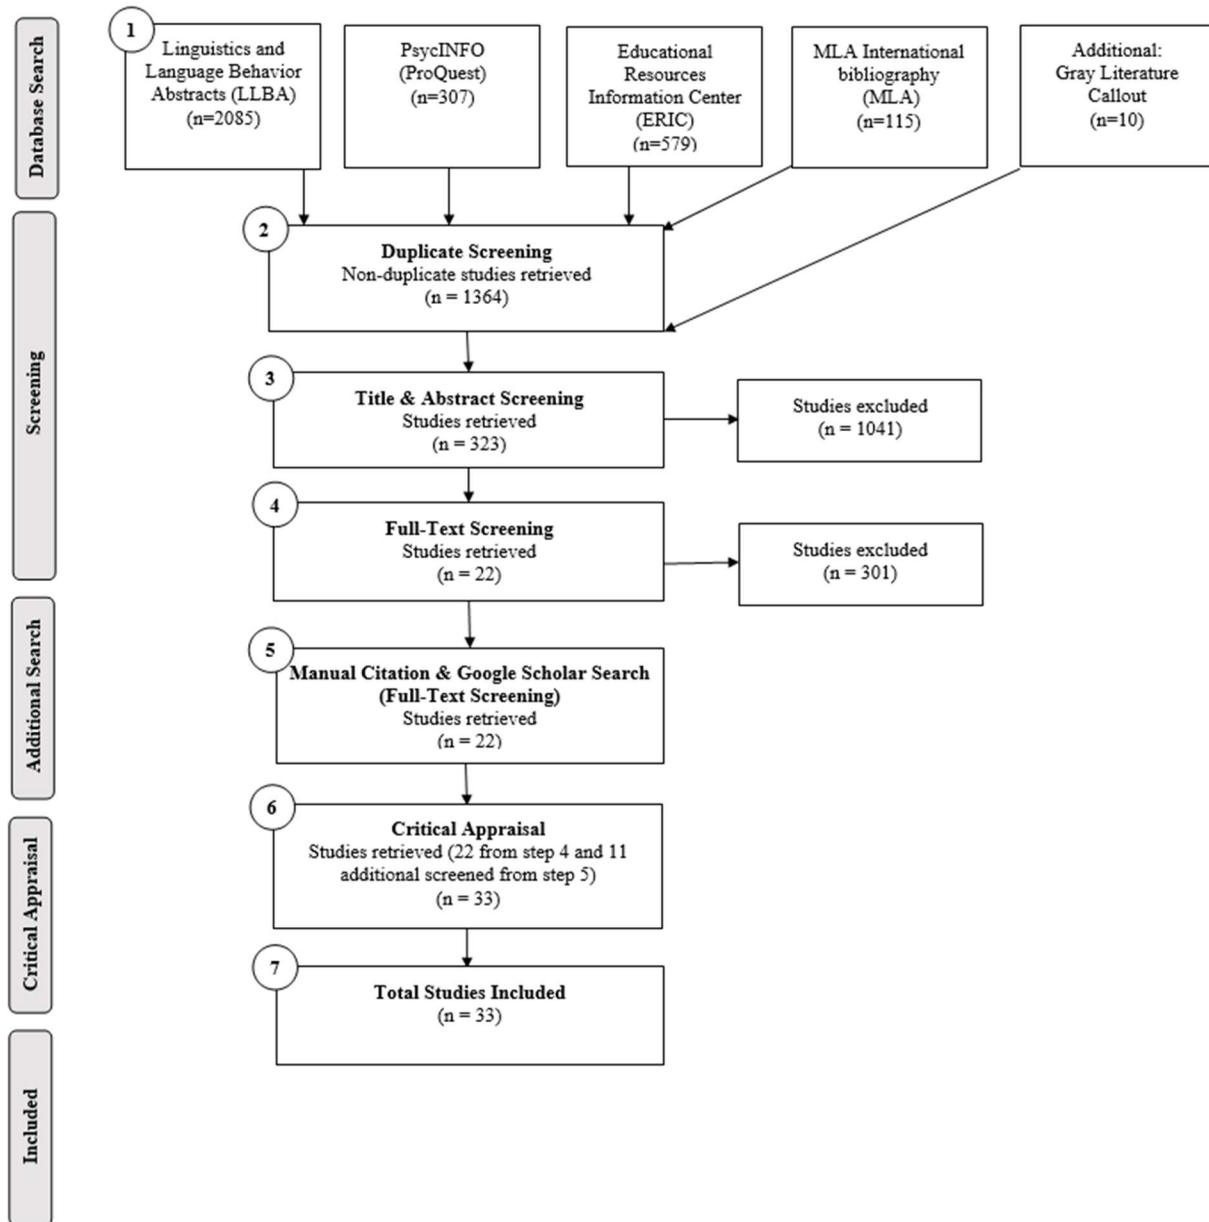 Database Search
1
Linguistics and
Language Behavior
Abstracts (LLBA)
(n=2085)
PsycINFO
(ProQuest)
(n=307)
Educational
Resources
Information Center
(ERIC)
(n=579)
MLA International
bibliography
(MLA)
(n=115)
Additional:
Gray Literature
Callout
(n=10)
Screening
2
Duplicate Screening
Non-duplicate studies retrieved
(n = 1364)
3
Title & Abstract Screening
Studies retrieved
(n = 323)
Studies excluded
(n = 1041)
4
Full-Text Screening
Studies retrieved
(n = 22)
Studies excluded
(n = 301)
Additional Search
5
Manual Citation & Google Scholar Search
(Full-Text Screening)
Studies retrieved
(n = 22)
Critical Appraisal
6
Critical Appraisal
Studies retrieved (22 from step 4 and 11
additional screened from step 5)
(n = 33)
7
Total Studies Included
(n = 33)
Included